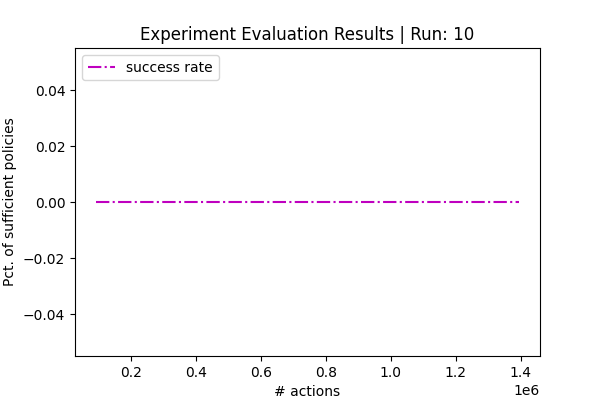 Experiment Evaluation Results | Run: 10
success rate
Pct. of sufficient policies
0.04
0.02
0.00
−0.02
−0.04
0.2 0.4 0.6 0.8 1.0 1.2 1.4
1e6
# actions